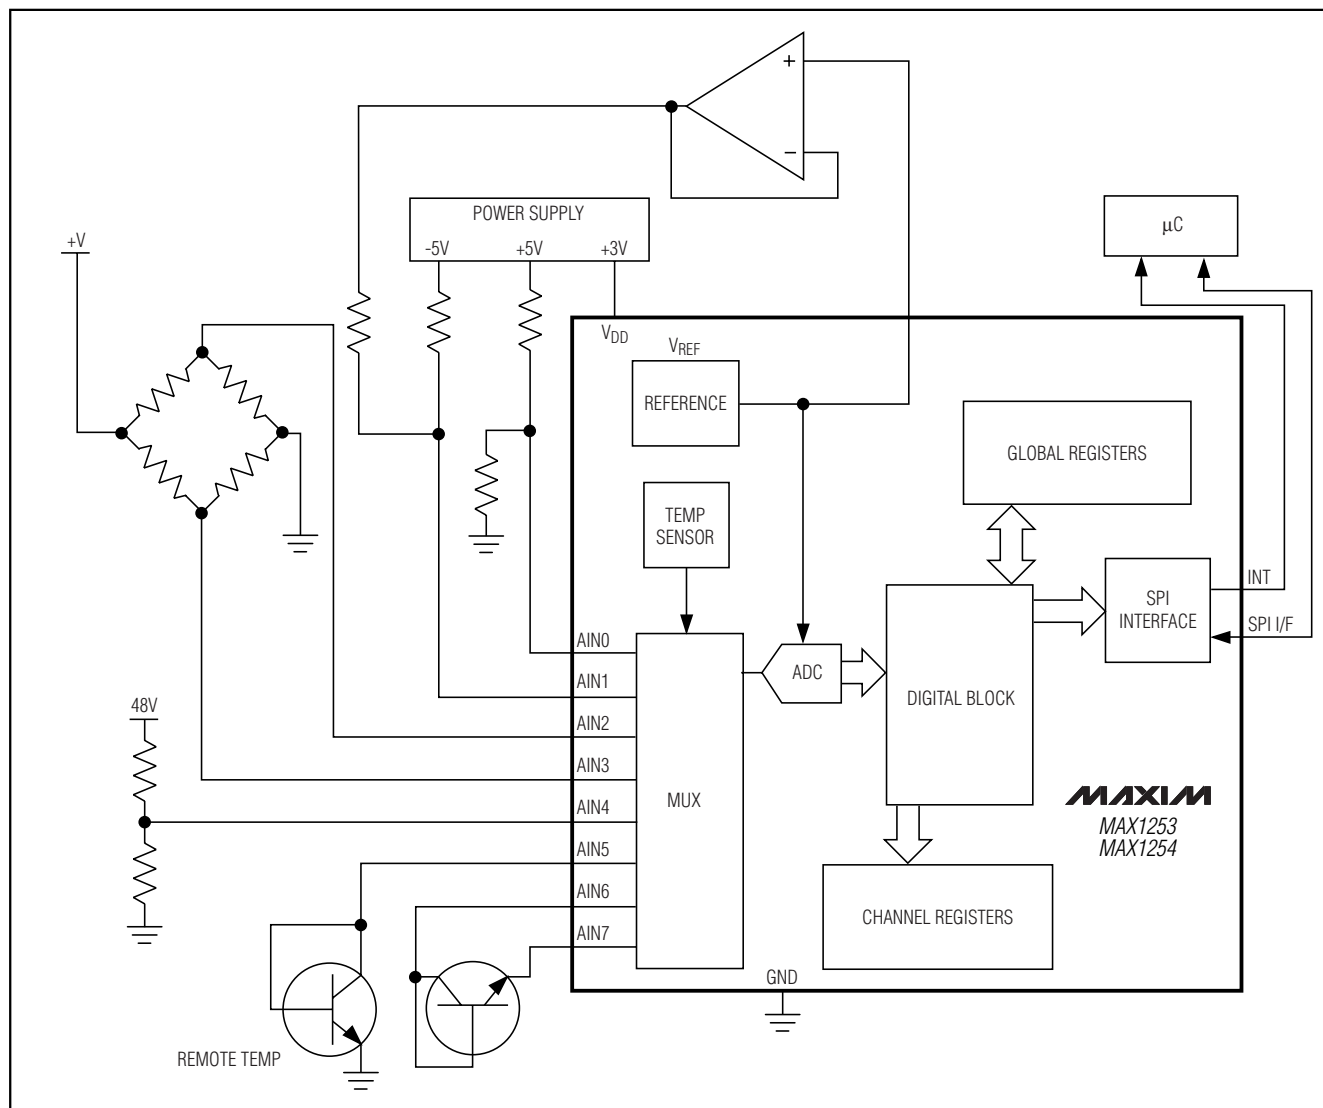 +
−
POWER SUPPLY
-5V +5V +3V
µC
+V
VDD
VREF
REFERENCE
GLOBAL REGISTERS
TEMP
SENSOR
SPI
INTERFACE
INT
SPI I/F
AIN0
AIN1
AIN2
AIN3
AIN4
AIN5
AIN6
AIN7
MUX
ADC
DIGITAL BLOCK
48V
MAXIM
MAX1253
MAX1254
CHANNEL REGISTERS
GND
REMOTE TEMP